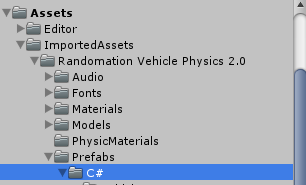 Assets
Editor
ImportedAssets
Randomation Vehicle Physics 2.0
Audio
Fonts
Materials
Models
PhysicMaterials
Prefabs
C#